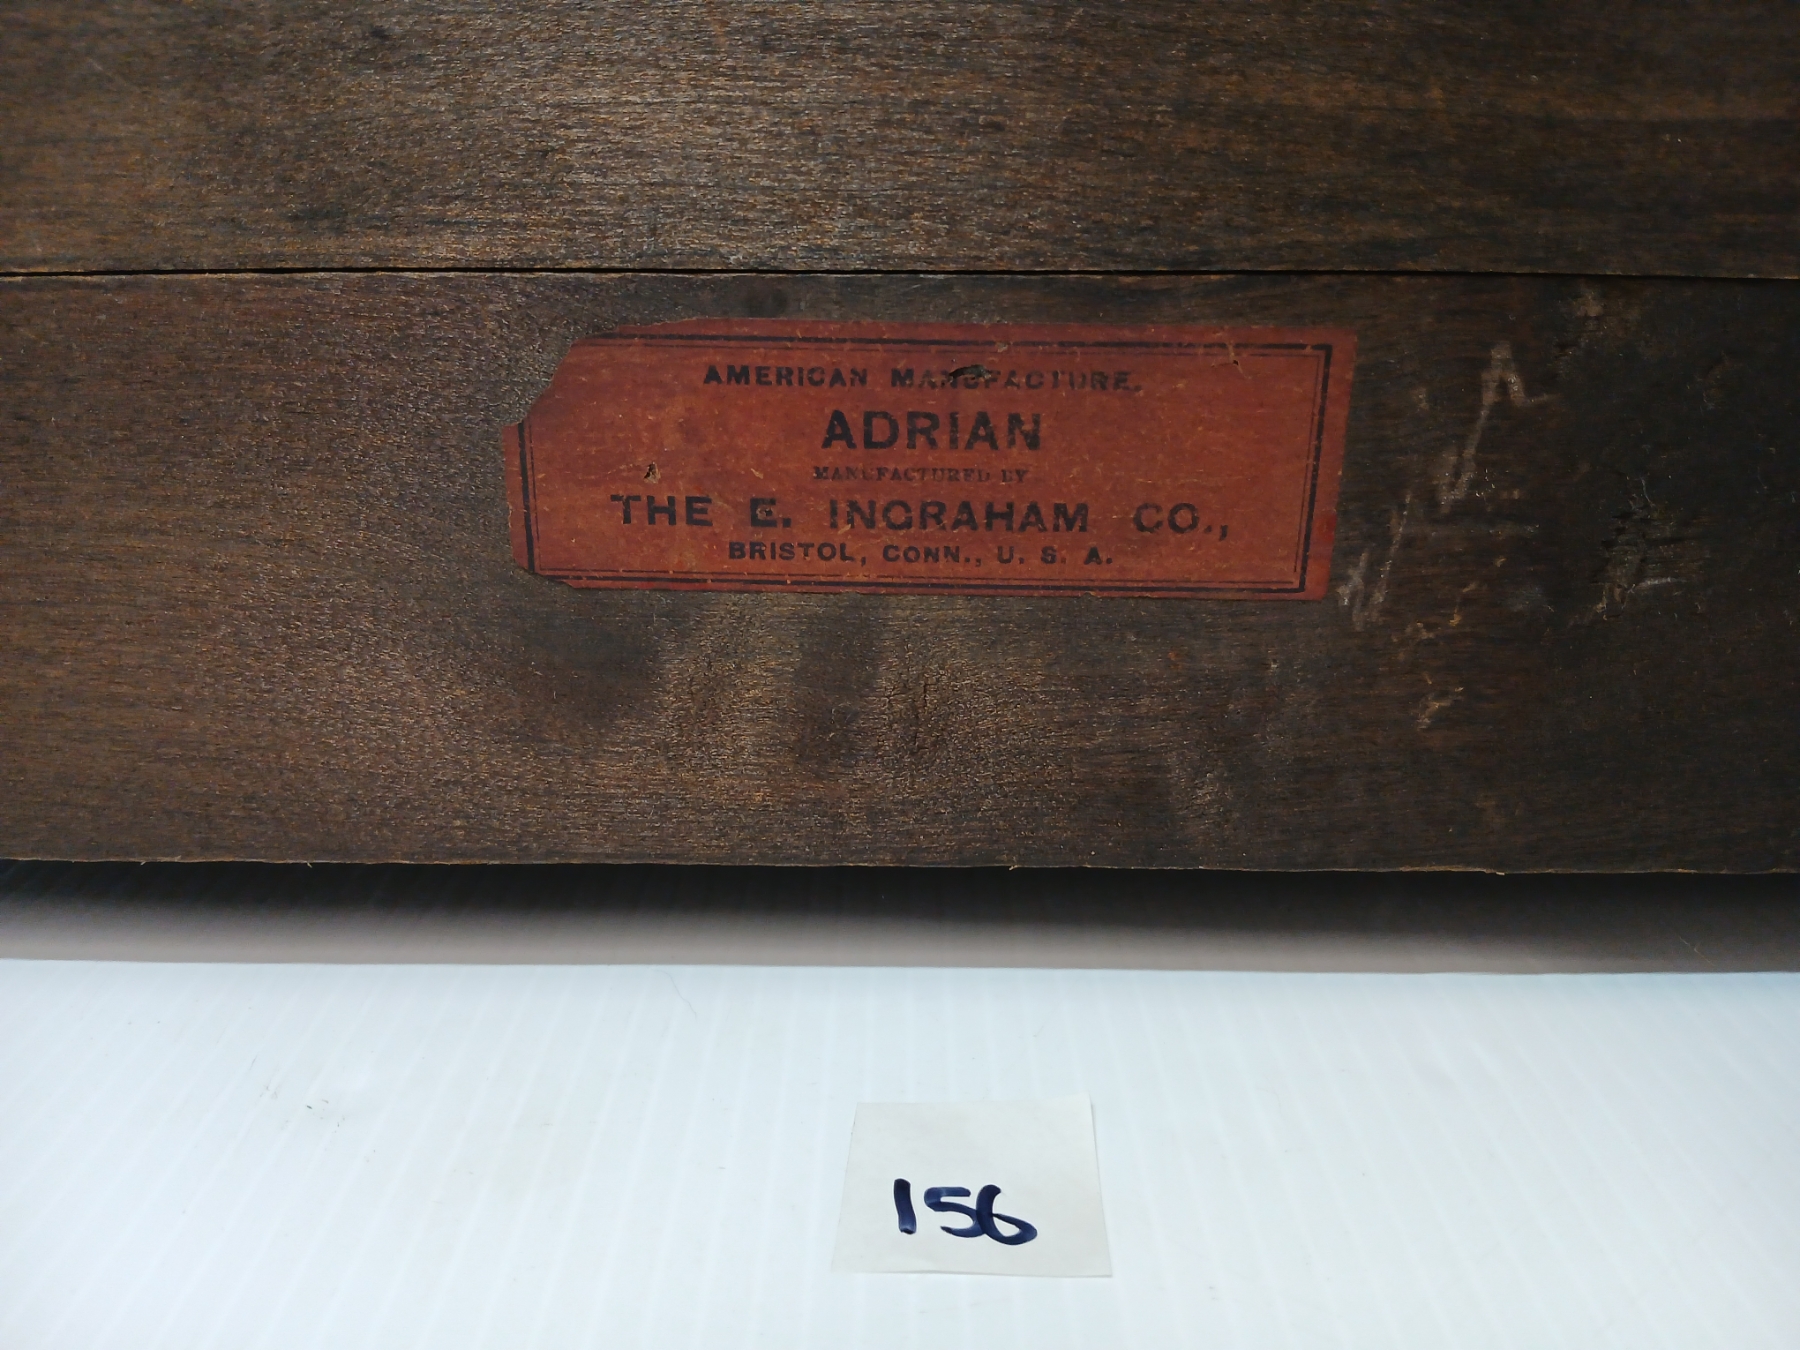 AMERICAN MANUFACTURE.
ADRIAN
MANUFACTURED BY
THE E. INGRAHAM CO.,
BRISTOL, CONN., U. S. A.
156